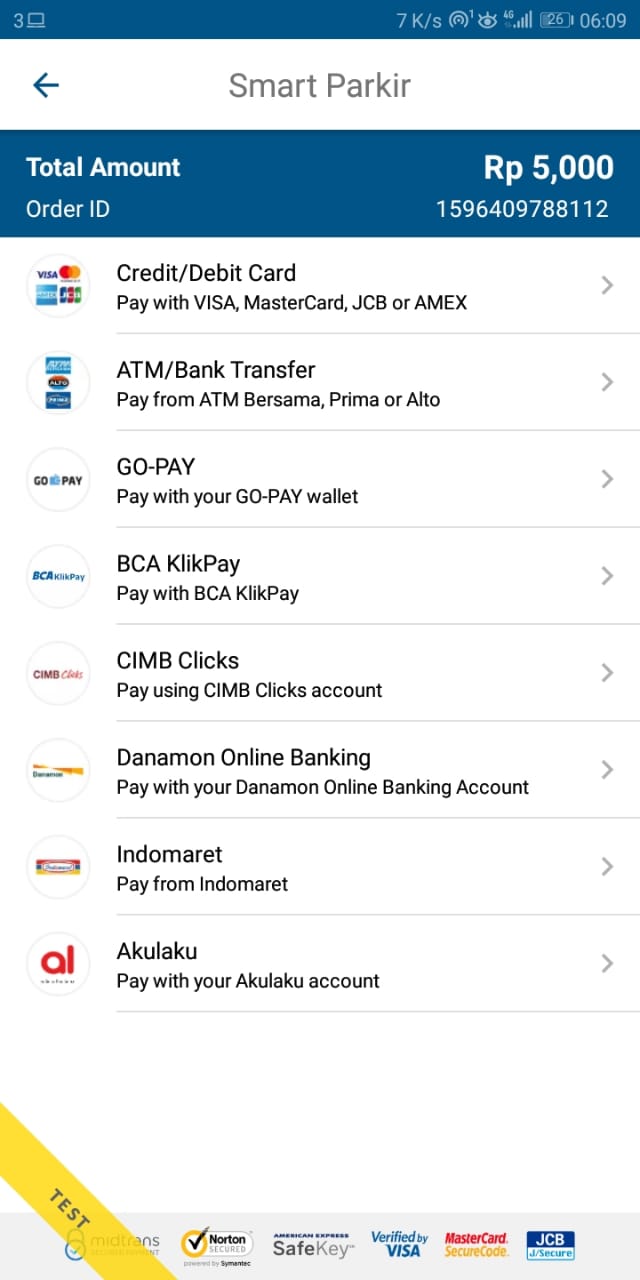 3 7 K/s 1 4G 26 06:09
Smart Parkir
Total Amount Rp 5,000
Order ID 1596409788112
VISA
Credit/Debit Card
Pay with VISA, MasterCard, JCB or AMEX
ATM/Bank Transfer
ALTO
Pay from ATM Bersama, Prima or Alto
GO-PAY
GO PAY
Pay with your GO-PAY wallet
BCA KlikPay
BCA KlikPay
Pay with BCA KlikPay
CIMB Clicks
CIMB Clicks
Pay using CIMB Clicks account
Danamon Online Banking
Danamon
Pay with your Danamon Online Banking Account
Indomaret
Indomaret
Pay from Indomaret
Akulaku
al
Pay with your Akulaku account
TEST
midtrans
SECURED PAYMENT
Norton
SECURED
powered by Symantec
AMERICAN EXPRESS
SafeKey
Verified by
VISA
MasterCard.
SecureCode.
JCB
J/Secure